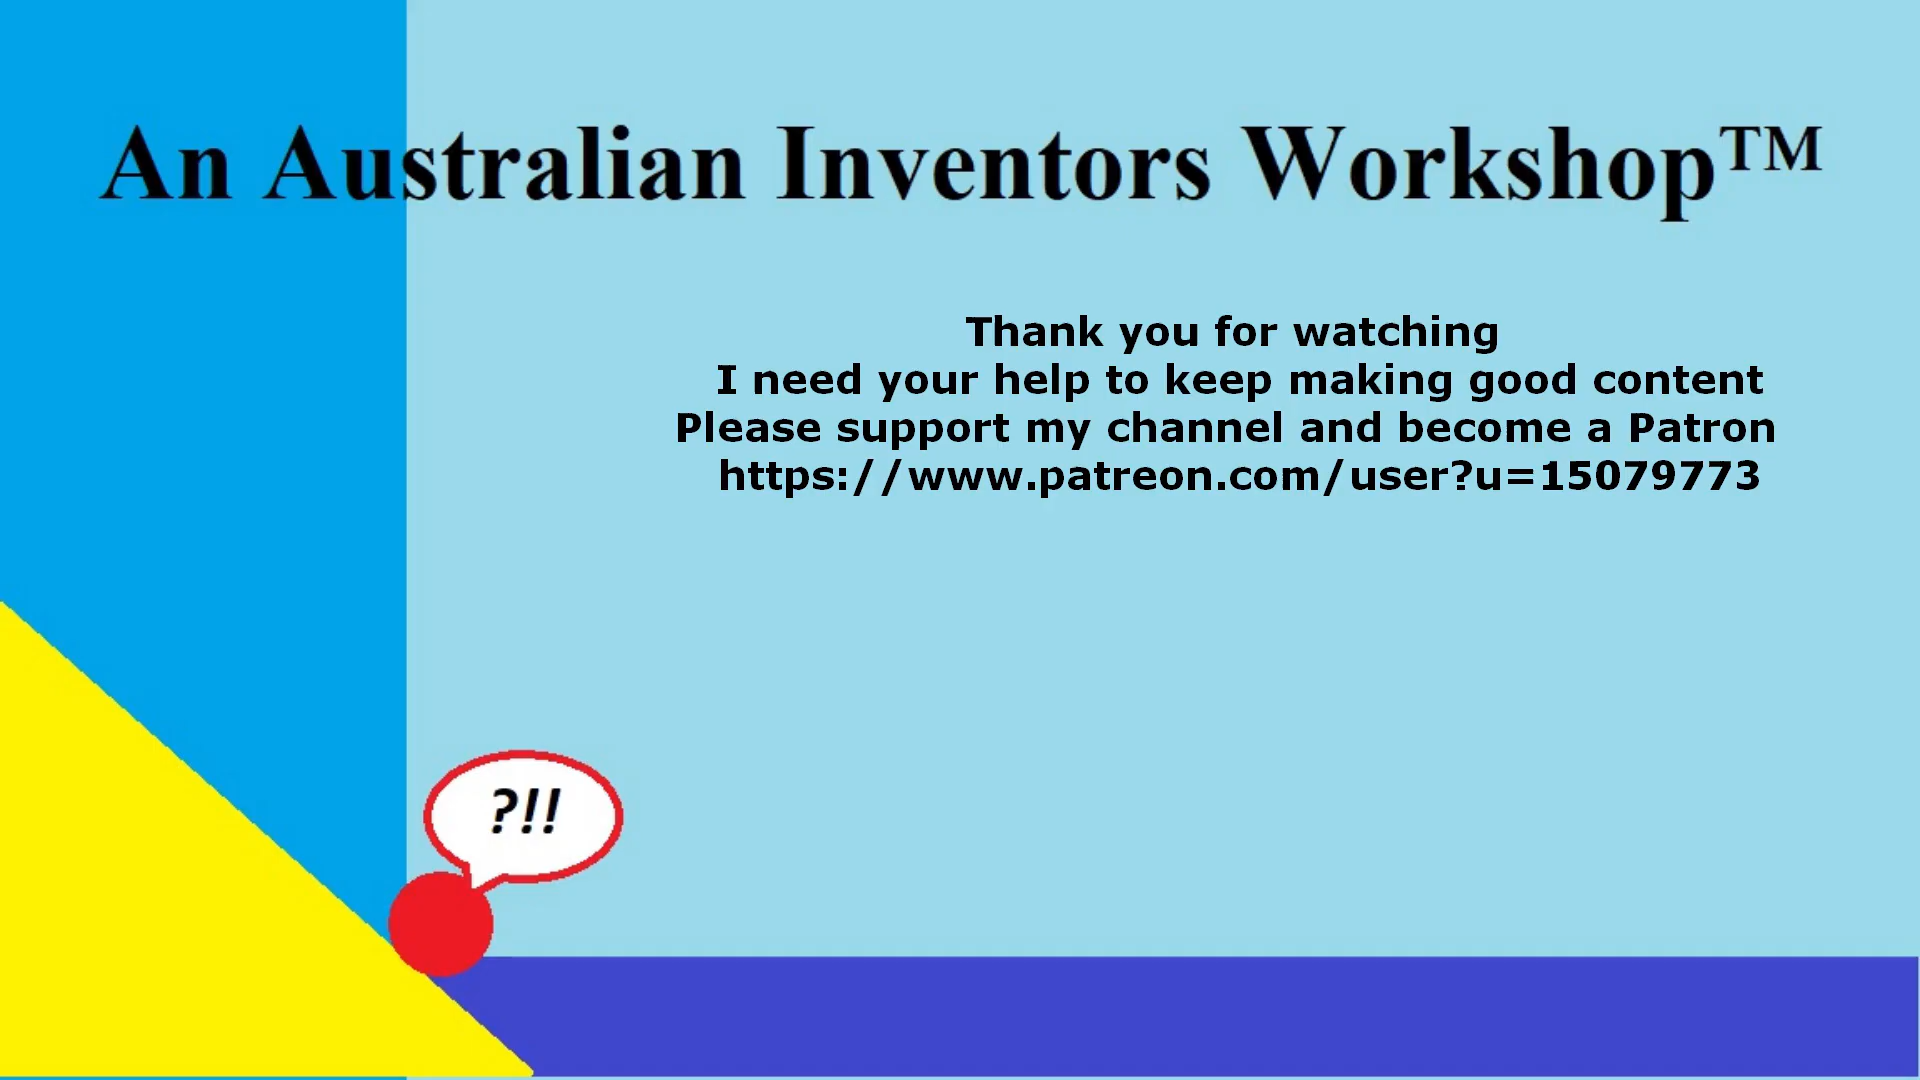 An Australian Inventors Workshop™
Thank you for watching
I need your help to keep making good content
Please support my channel and become a Patron
https://www.patreon.com/user?u=15079773
?!!